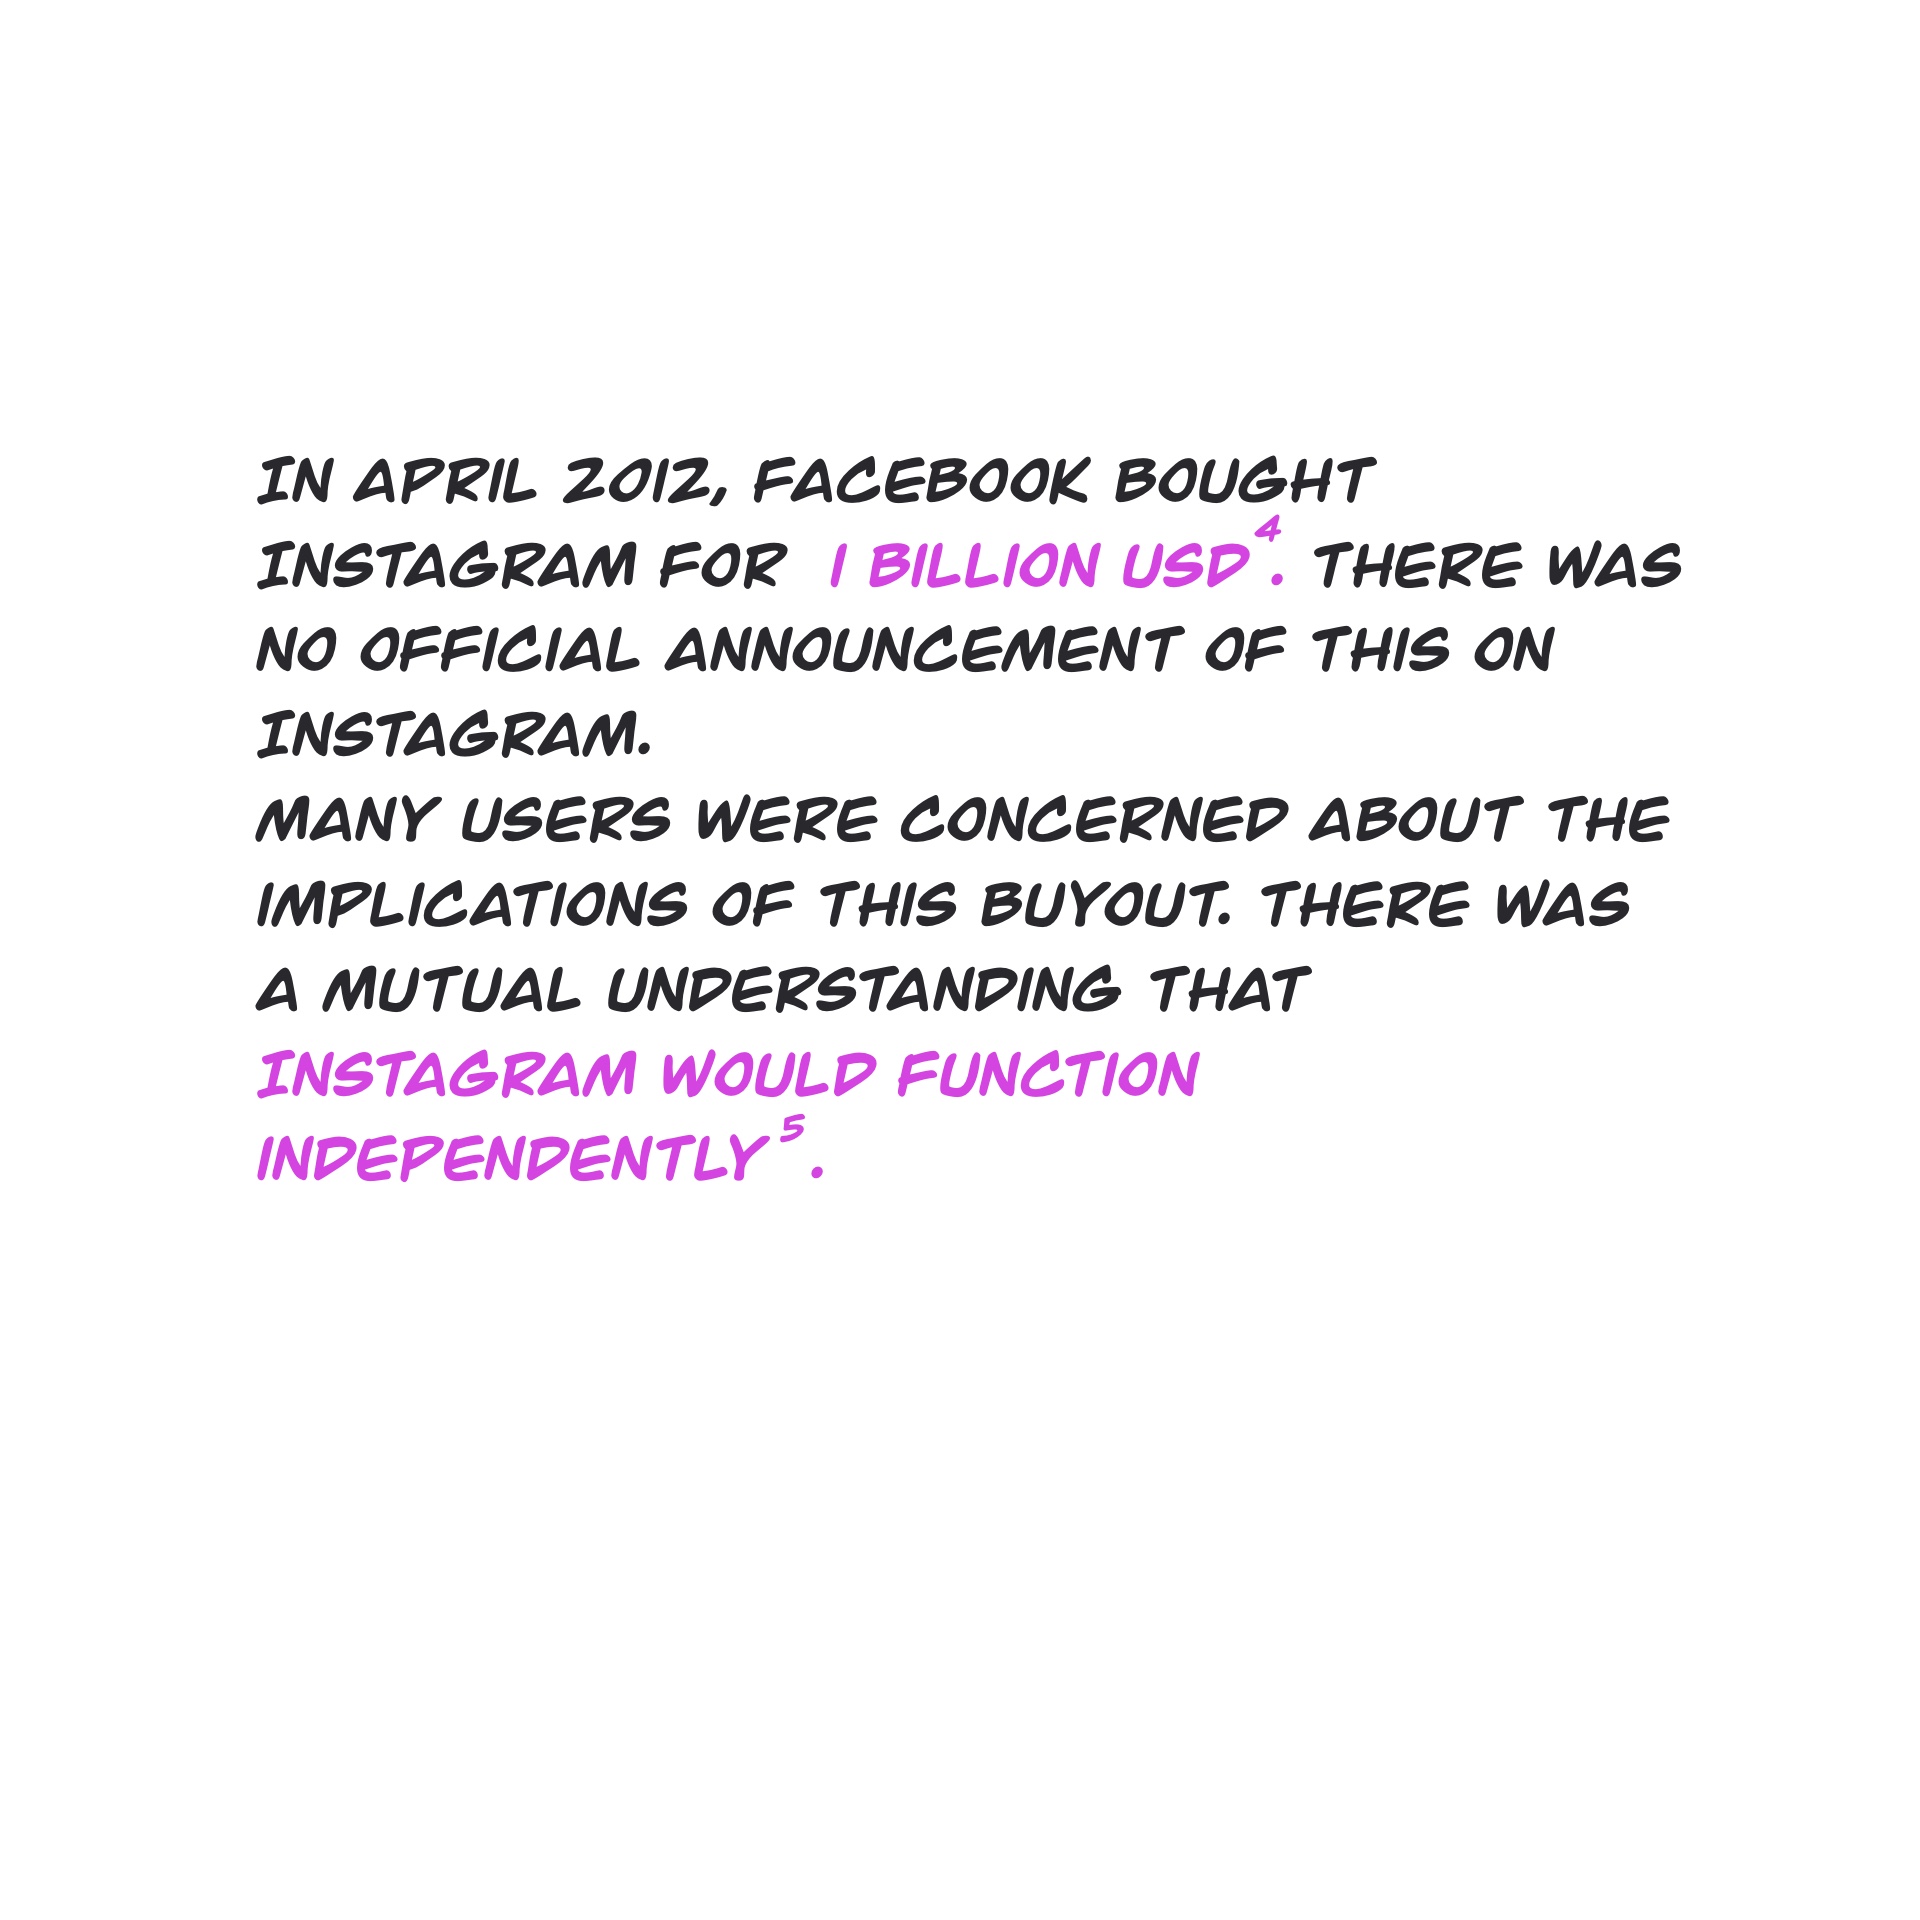 IN APRIL 2012, FACEBOOK BOUGHT
INSTAGRAM FOR 1 BILLION USD⁴. THERE WAS
NO OFFICIAL ANNOUNCEMENT OF THIS ON
INSTAGRAM.
MANY USERS WERE CONCERNED ABOUT THE
IMPLICATIONS OF THIS BUYOUT. THERE WAS
A MUTUAL UNDERSTANDING THAT
INSTAGRAM WOULD FUNCTION
INDEPENDENTLY⁵.